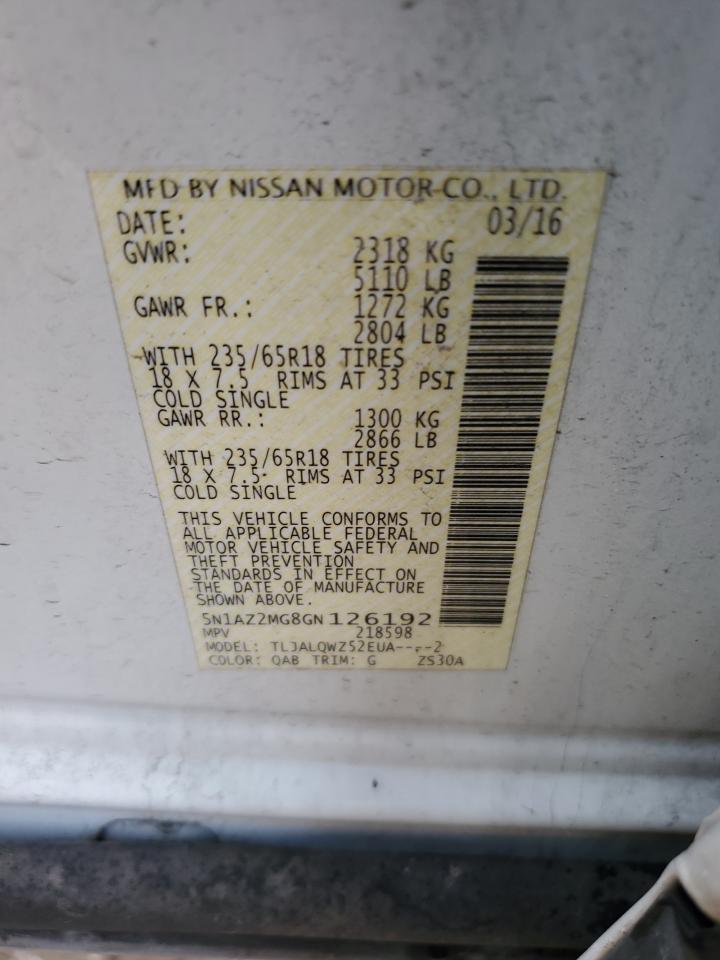 MFD BY NISSAN MOTOR CO., LTD.
DATE: 03/16
GVWR: 2318 KG
5110 LB
GAWR FR.: 1272 KG
2804 LB
WITH 235/65R18 TIRES
18 X 7.5 RIMS AT 33 PSI
COLD SINGLE
GAWR RR.: 1300 KG
2866 LB
WITH 235/65R18 TIRES
18 X 7.5 RIMS AT 33 PSI
COLD SINGLE
THIS VEHICLE CONFORMS TO
ALL APPLICABLE FEDERAL
MOTOR VEHICLE SAFETY AND
THEFT PREVENTION
STANDARDS IN EFFECT ON
THE DATE OF MANUFACTURE
SHOWN ABOVE.
5N1AZ2MG8GN126192
MPV 218598
MODEL: TLJALQWZ52EUA----2
COLOR: QAB TRIM: G ZS30A